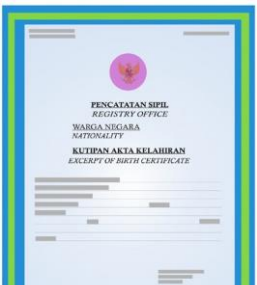 PENCATATAN SIPIL
REGISTRY OFFICE
WARGA NEGARA
NATIONALITY
KUTIPAN AKTA KELAHIRAN
EXCERPT OF BIRTH CERTIFICATE